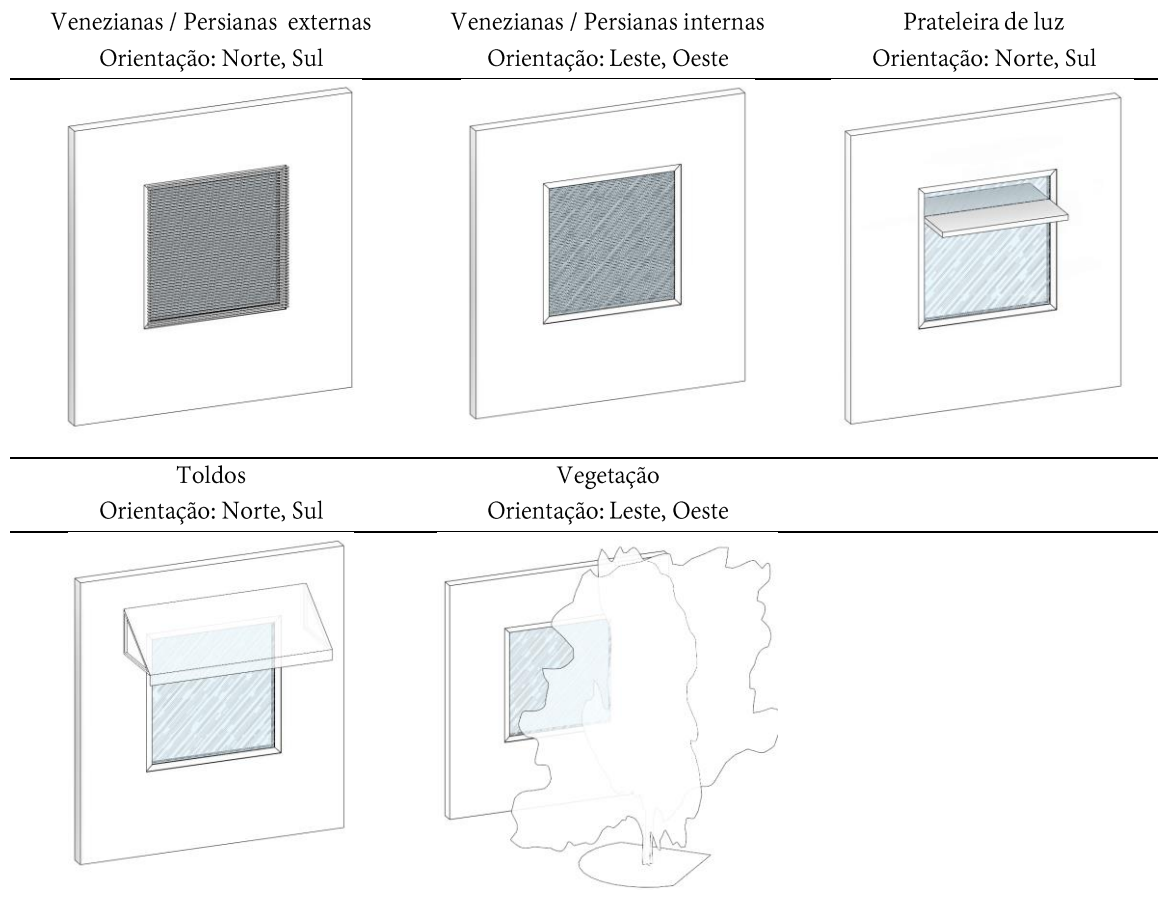 Venezianas / Persianas externas
Orientação: Norte, Sul
Venezianas / Persianas internas
Orientação: Leste, Oeste
Prateleira de luz
Orientação: Norte, Sul
Toldos
Orientação: Norte, Sul
Vegetação
Orientação: Leste, Oeste